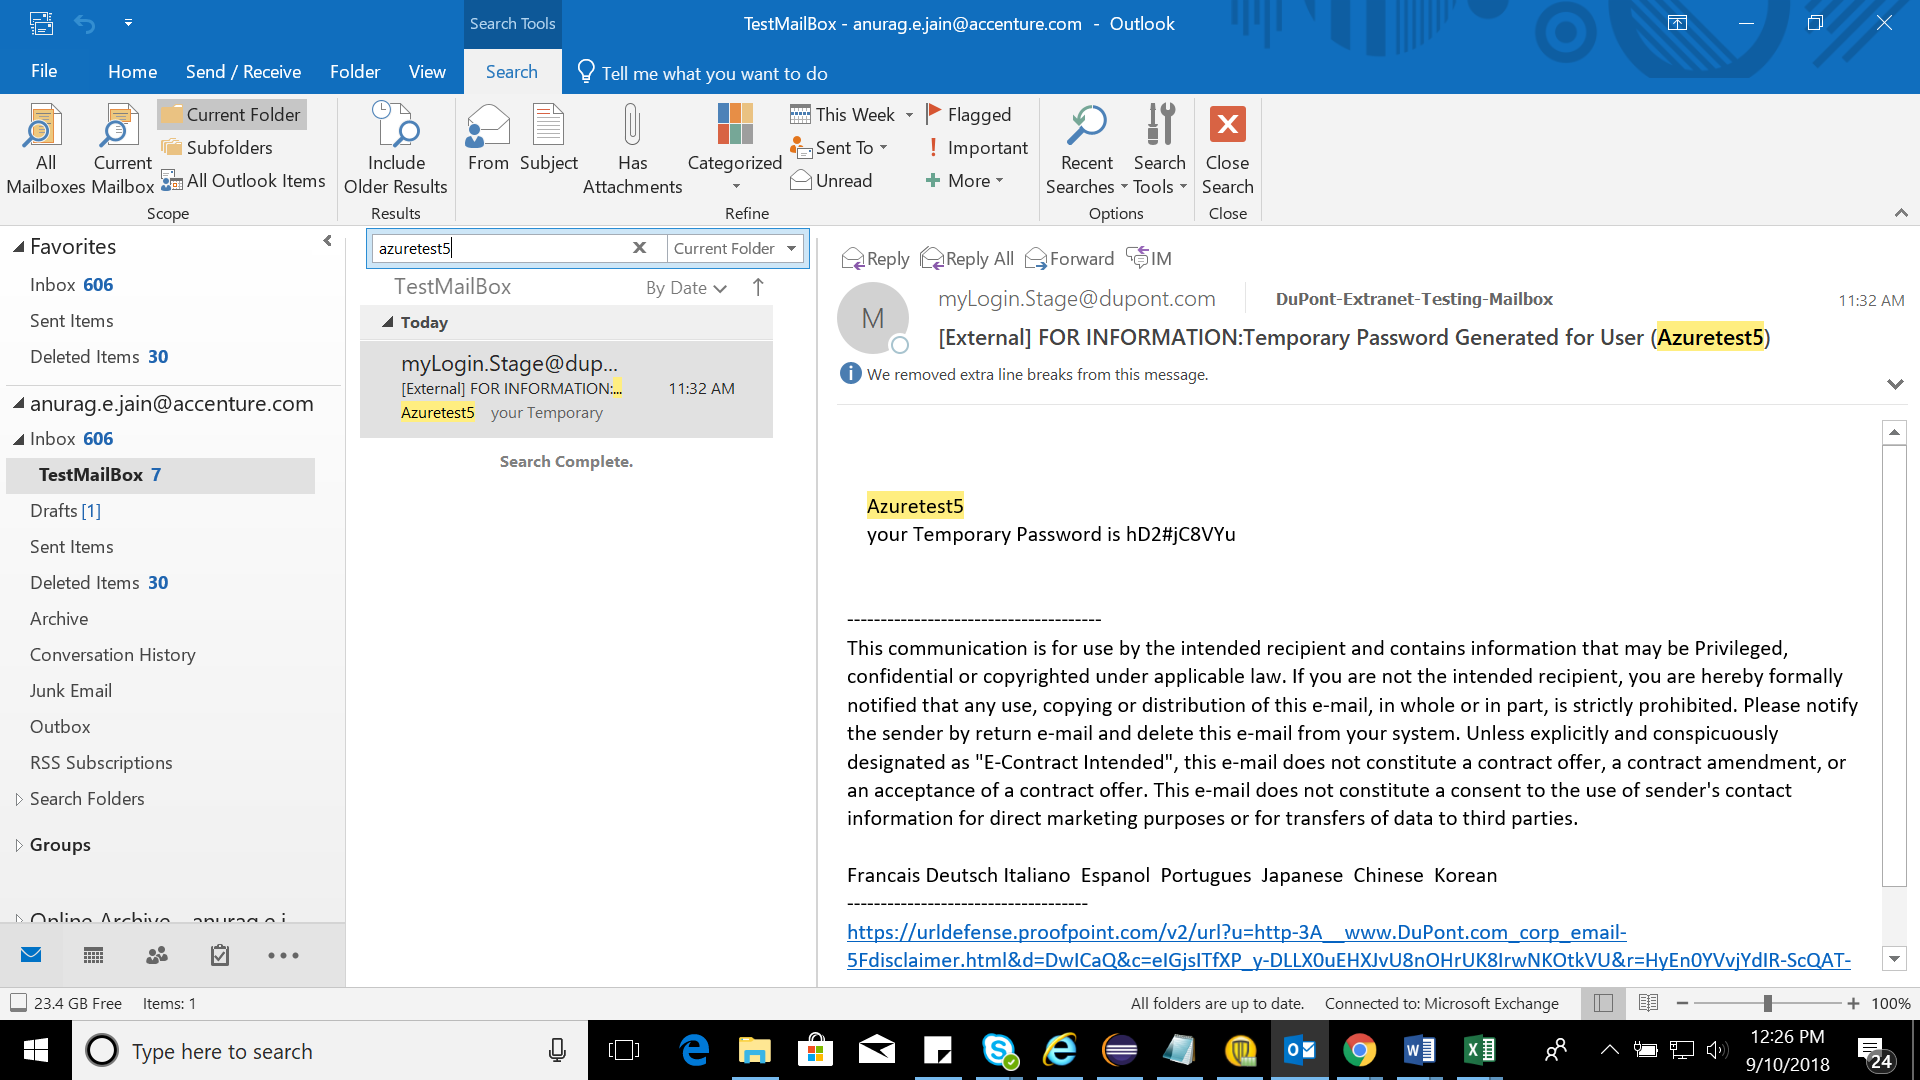 Search Tools
TestMailBox - anurag.e.jain@accenture.com - Outlook
File
Home
Send / Receive
Folder
View
Search
Tell me what you want to do
All Mailboxes
Current Mailbox
Current Folder
Subfolders
All Outlook Items
Scope
Include Older Results
Results
From
Subject
Has Attachments
Categorized
This Week
Sent To
Unread
Flagged
Important
More
Refine
Recent Searches
Search Tools
Options
Close Search
Close
Favorites
Inbox 606
Sent Items
Deleted Items 30
anurag.e.jain@accenture.com
Inbox 606
TestMailBox 7
Drafts [1]
Sent Items
Deleted Items 30
Archive
Conversation History
Junk Email
Outbox
RSS Subscriptions
Search Folders
Groups
azuretest5
Current Folder
TestMailBox
By Date
Today
myLogin.Stage@dup...
[External] FOR INFORMATION:...
11:32 AM
Azuretest5 your Temporary
Search Complete.
Reply
Reply All
Forward
IM
M
myLogin.Stage@dupont.com
DuPont-Extranet-Testing-Mailbox
11:32 AM
[External] FOR INFORMATION:Temporary Password Generated for User (Azuretest5)
We removed extra line breaks from this message.
Azuretest5
your Temporary Password is hD2#jC8VYu
--------------------------------------
This communication is for use by the intended recipient and contains information that may be Privileged,
confidential or copyrighted under applicable law. If you are not the intended recipient, you are hereby formally
notified that any use, copying or distribution of this e-mail, in whole or in part, is strictly prohibited. Please notify
the sender by return e-mail and delete this e-mail from your system. Unless explicitly and conspicuously
designated as "E-Contract Intended", this e-mail does not constitute a contract offer, a contract amendment, or
an acceptance of a contract offer. This e-mail does not constitute a consent to the use of sender's contact
information for direct marketing purposes or for transfers of data to third parties.
Francais Deutsch Italiano  Espanol  Portugues  Japanese  Chinese  Korean
------------------------------------
https://urldefense.proofpoint.com/v2/url?u=http-3A__www.DuPont.com_corp_email-
5Fdisclaimer.html&d=DwICaQ&c=eIGjsITfXP_y-DLLX0uEHXJvU8nOHrUK8IrwNKOtkVU&r=HyEn0YVvjYdIR-ScQAT-
23.4 GB Free
Items: 1
All folders are up to date.
Connected to: Microsoft Exchange
100%
Type here to search
12:26 PM
9/10/2018
24